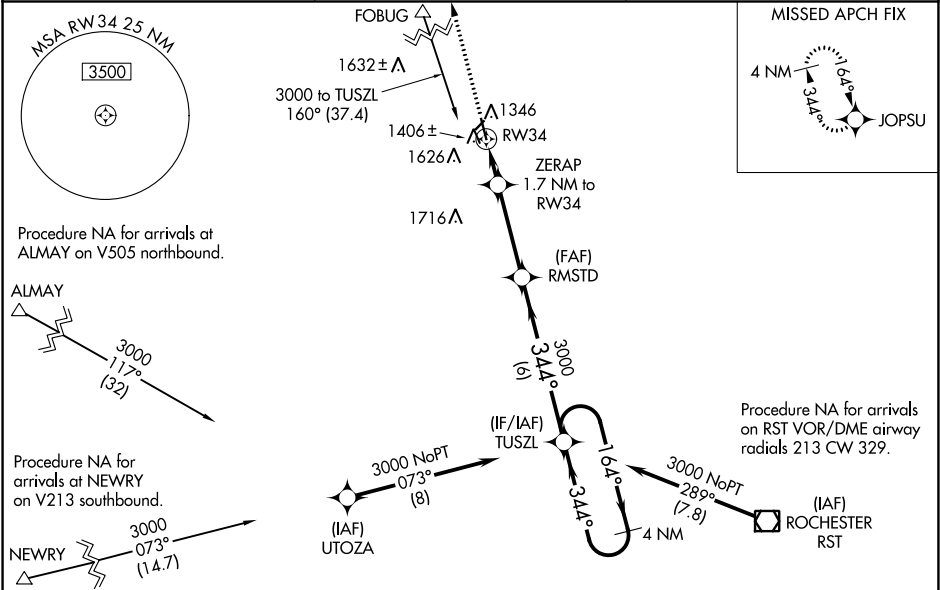 MSA RW34 25 NM
3500
FOBUG
1632±
3000 to TUSZL
160° (37.4)
1346
1406±
RW34
1626
ZERAP
1.7 NM to
RW34
1716
(FAF)
RMSTD
MISSED APCH FIX
4 NM
164°
344°
JOPSU
Procedure NA for arrivals at
ALMAY on V505 northbound.
ALMAY
3000
117°
(32)
3000
344°
(6)
(IF/IAF)
TUSZL
164°
344°
4 NM
Procedure NA for arrivals
on RST VOR/DME airway
radials 213 CW 329.
3000 NoPT
289°
(7.8)
(IAF)
ROCHESTER
RST
3000 NoPT
073°
(8)
(IAF)
UTOZA
Procedure NA for
arrivals at NEWRY
on V213 southbound.
3000
073°
(14.7)
NEWRY